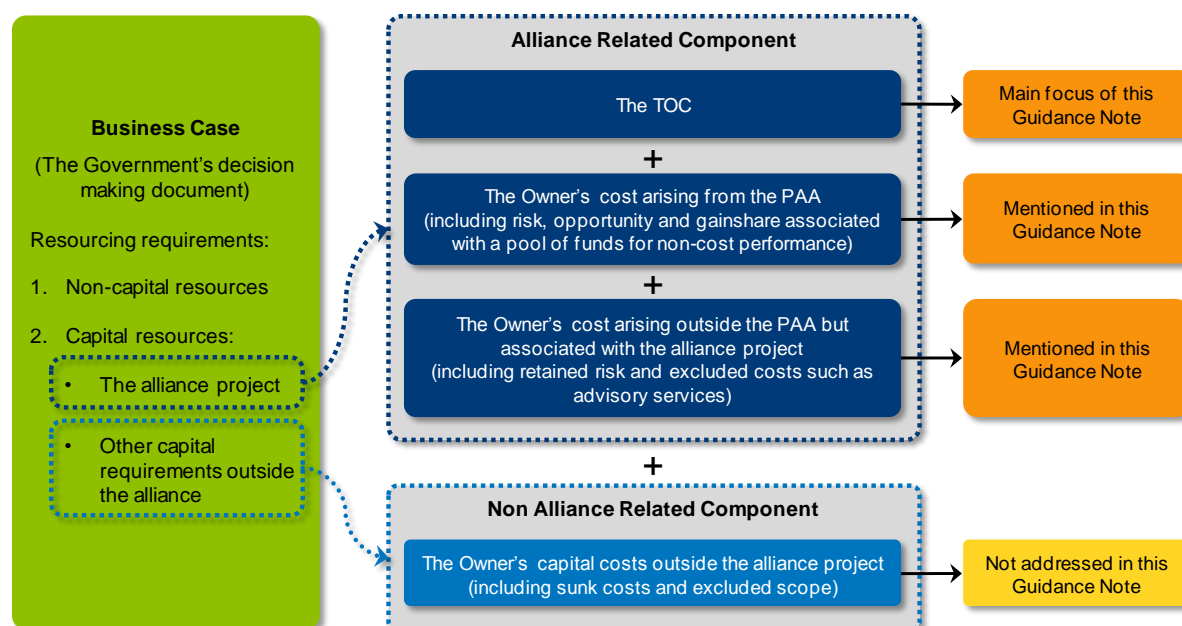 Business Case
(The Government's decision
making document)
Resourcing requirements:
1. Non-capital resources
2. Capital resources:
• The alliance project
• Other capital
requirements outside
the alliance
Alliance Related Component
The TOC
Main focus of this
Guidance Note
+
The Owner's cost arising from the PAA
(including risk, opportunity and gainshare associated
with a pool of funds for non-cost performance)
Mentioned in this
Guidance Note
+
The Owner's cost arising outside the PAA but
associated with the alliance project
(including retained risk and excluded costs such as
advisory services)
Mentioned in this
Guidance Note
+
Non Alliance Related Component
The Owner's capital costs outside the alliance project
(including sunk costs and excluded scope)
Not addressed in this
Guidance Note